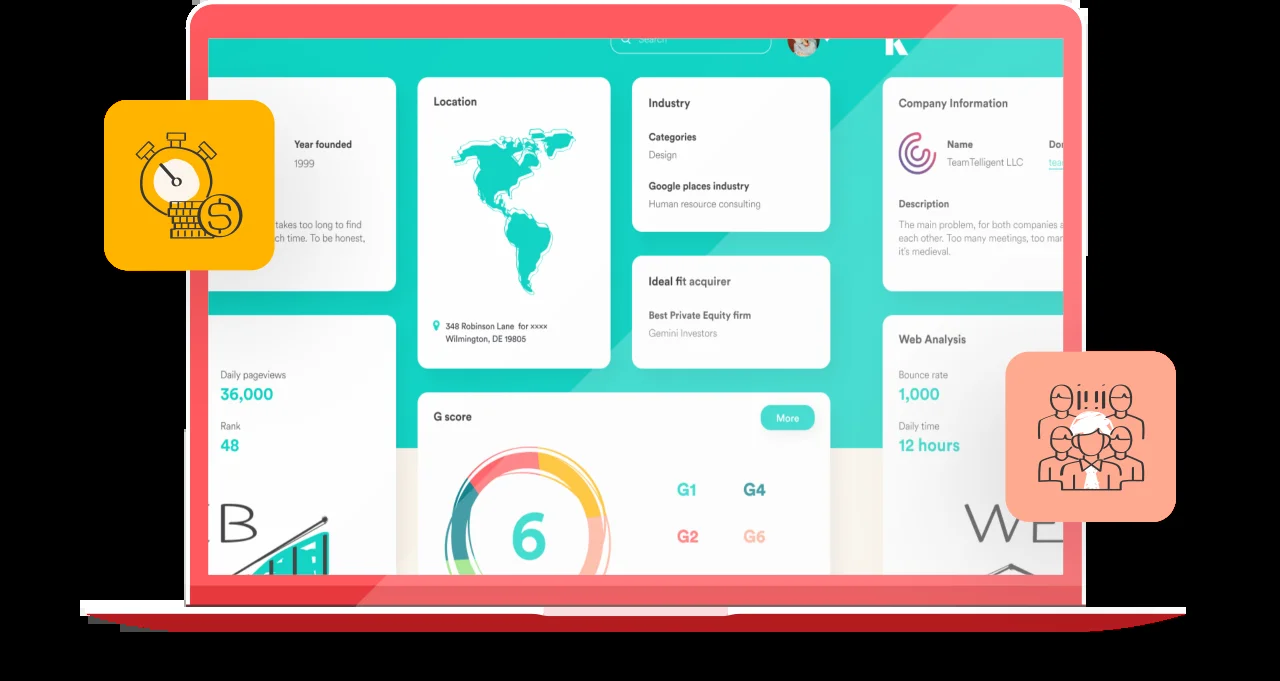 Search
K
Year founded
1999
takes too long to find
ch time. To be honest,
Location
348 Robinson Lane for xxxx
Wilmington, DE 19805
Industry
Categories
Design
Google places industry
Human resource consulting
Ideal fit acquirer
Best Private Equity firm
Gemini Investors
Company Information
Name
TeamTelligent LLC
Description
The main problem, for both companies
each other. Too many meetings, too
it's medieval.
Daily pageviews
36,000
Rank
48
B
G score
More
6
G1
G4
G2
G6
Web Analysis
Bounce rate
1,000
Daily time
12 hours
WE
$